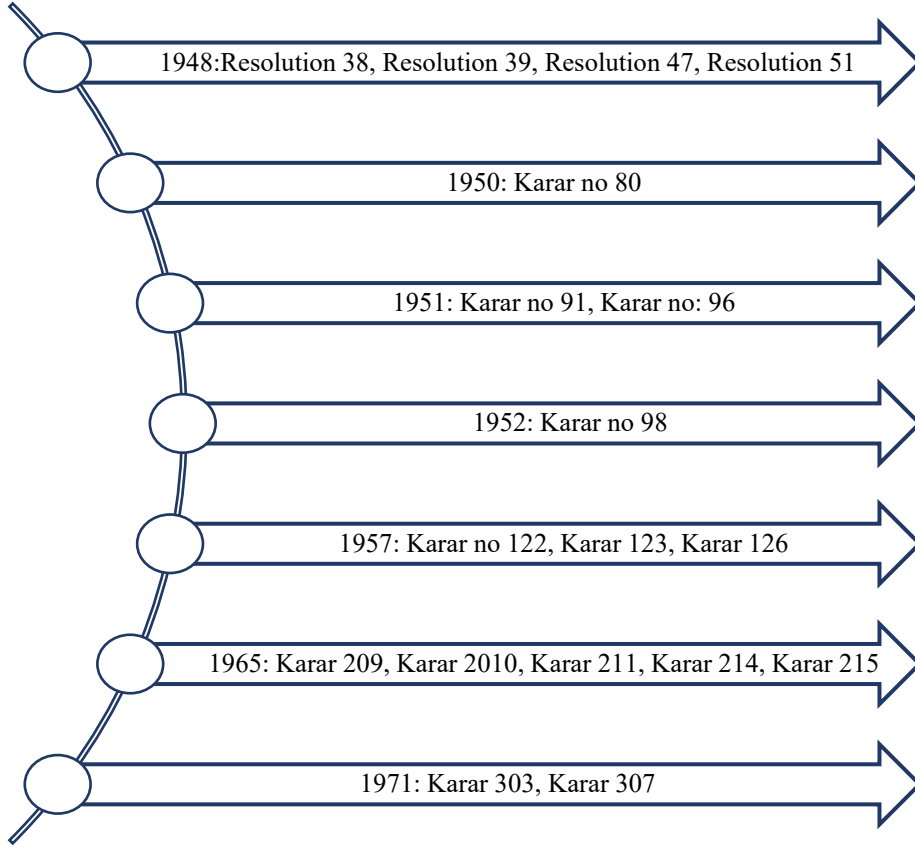 1948:Resolution 38, Resolution 39, Resolution 47, Resolution 51
1950: Karar no 80
1951: Karar no 91, Karar no: 96
1952: Karar no 98
1957: Karar no 122, Karar 123, Karar 126
1965: Karar 209, Karar 2010, Karar 211, Karar 214, Karar 215
1971: Karar 303, Karar 307